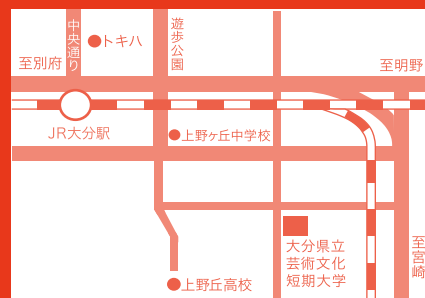 中央通り
トキハ
遊歩公園
至別府
至明野
JR大分駅
上野ヶ丘中学校
大分県立
芸術文化
短期大学
至宮崎
上野丘高校